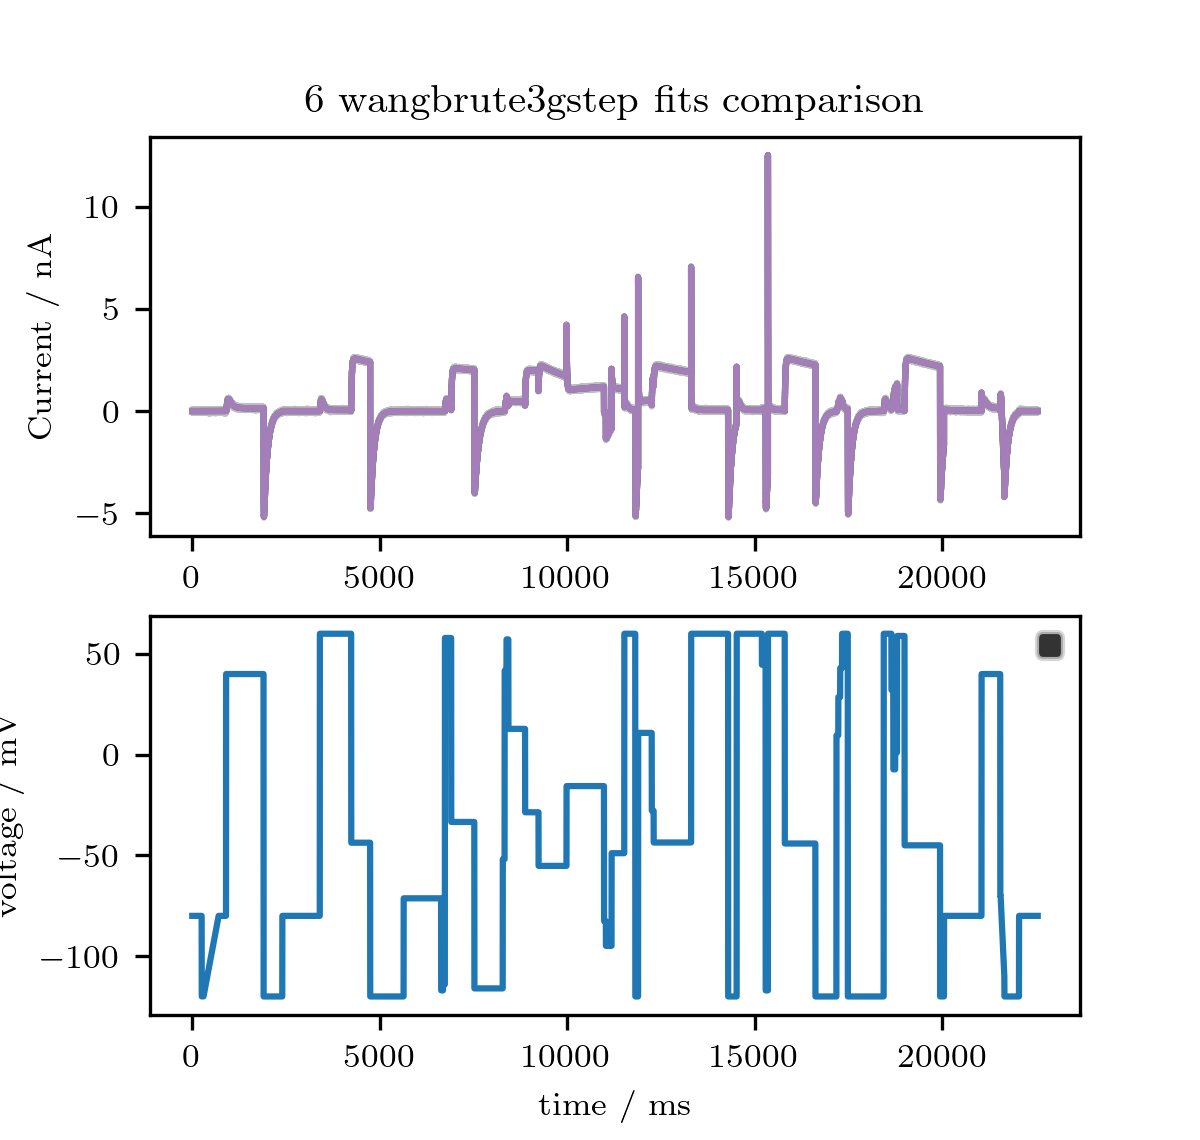 6 wangbrute3gstep fits comparison
Current / nA
10
5
0
−5
0 5000 10000 15000 20000
voltage / mV
50
0
−50
−100
0 5000 10000 15000 20000
time / ms